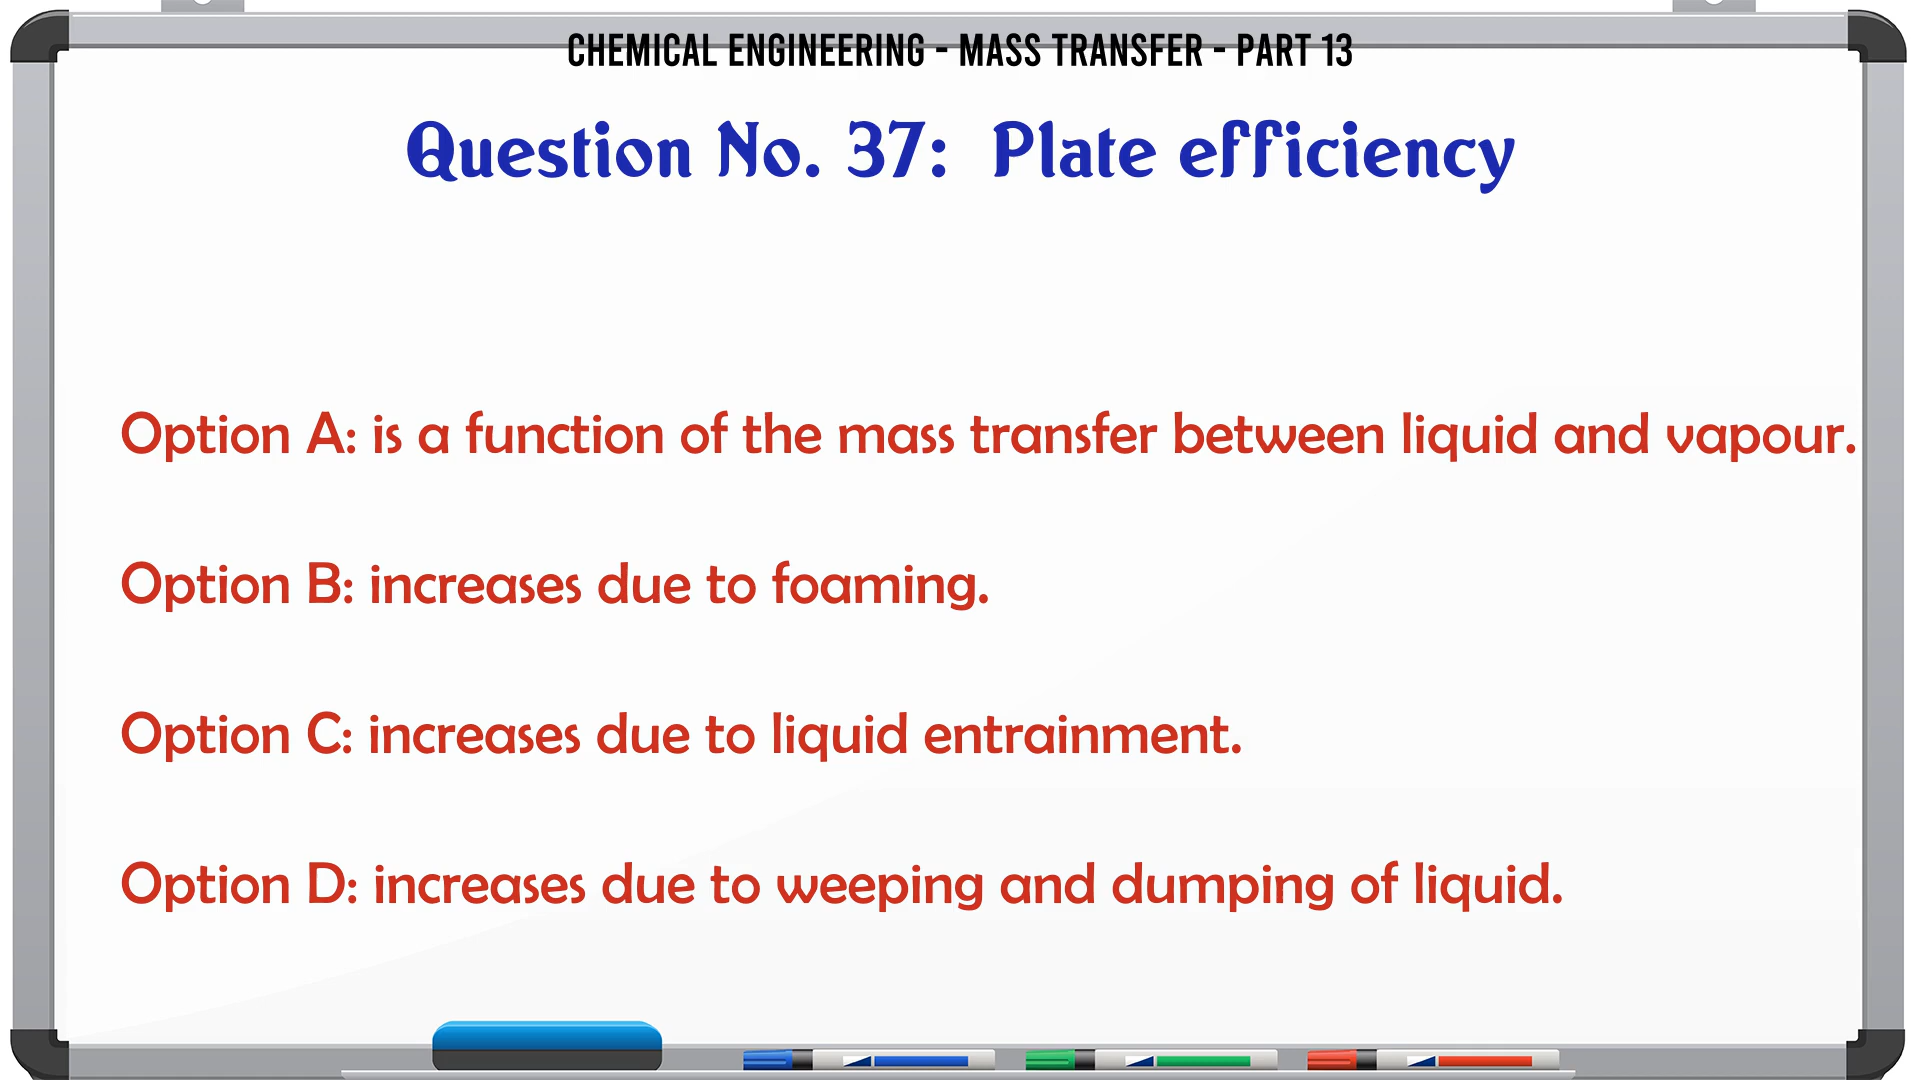 CHEMICAL ENGINEERING - MASS TRANSFER - PART 13
Question No. 37: Plate efficiency
Option A: is a function of the mass transfer between liquid and vapour.
Option B: increases due to foaming.
Option C: increases due to liquid entrainment.
Option D: increases due to weeping and dumping of liquid.